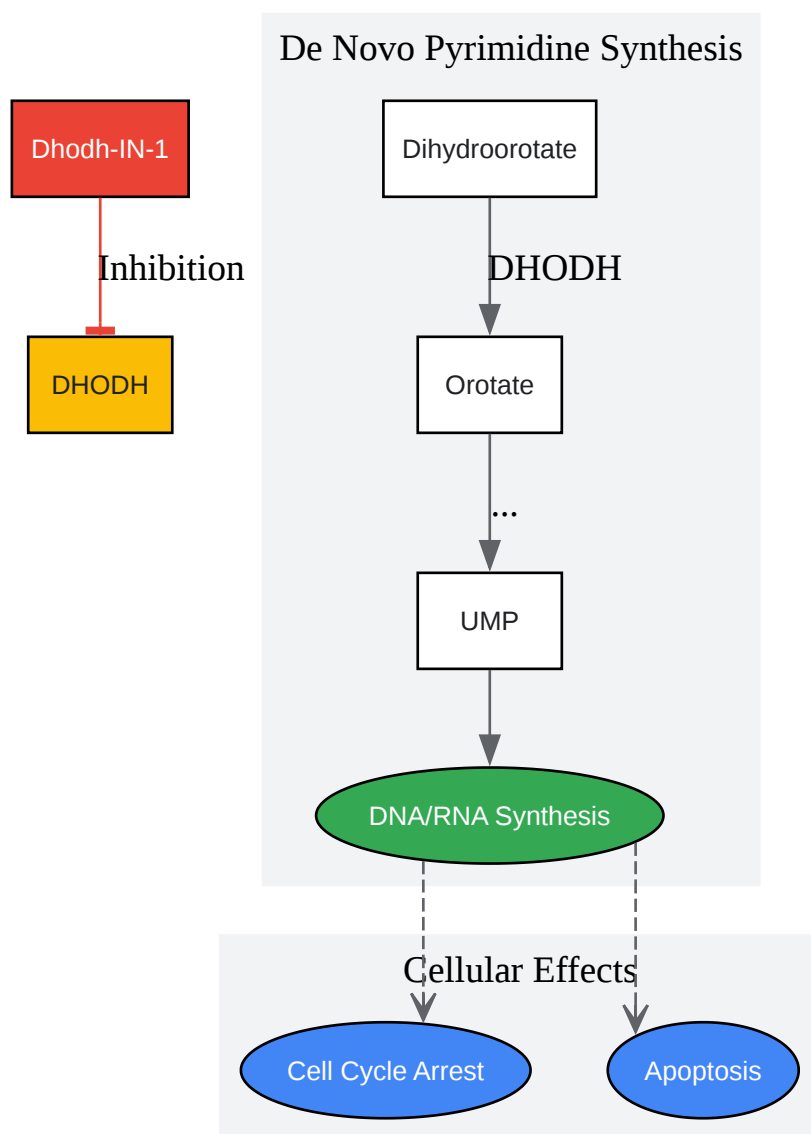 De Novo Pyrimidine Synthesis
Dhodh-IN-1
Dihydroorotate
Inhibition
DHODH
DHODH
Orotate
...
UMP
DNA/RNA Synthesis
Cellular Effects
Cell Cycle Arrest
Apoptosis